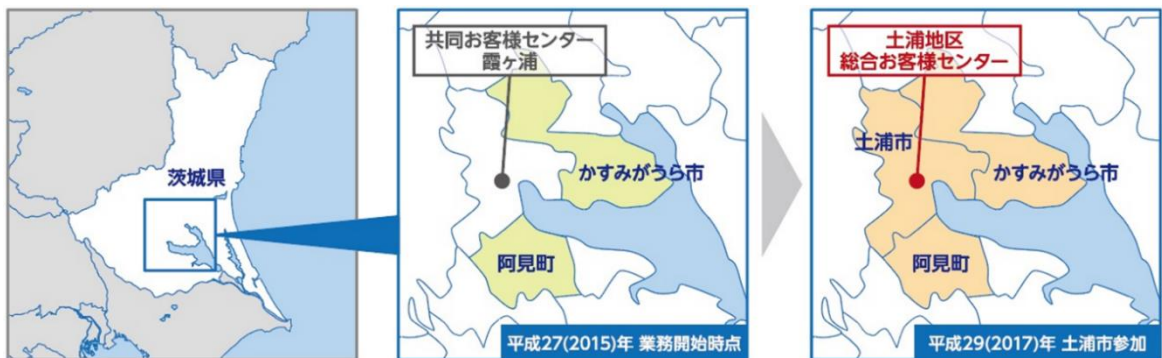 茨城県
共同お客様センター
霞ヶ浦
かすみがうら市
阿見町
平成27(2015)年 業務開始時点
土浦地区
総合お客様センター
土浦市
かすみがうら市
阿見町
平成29(2017)年 土浦市参加